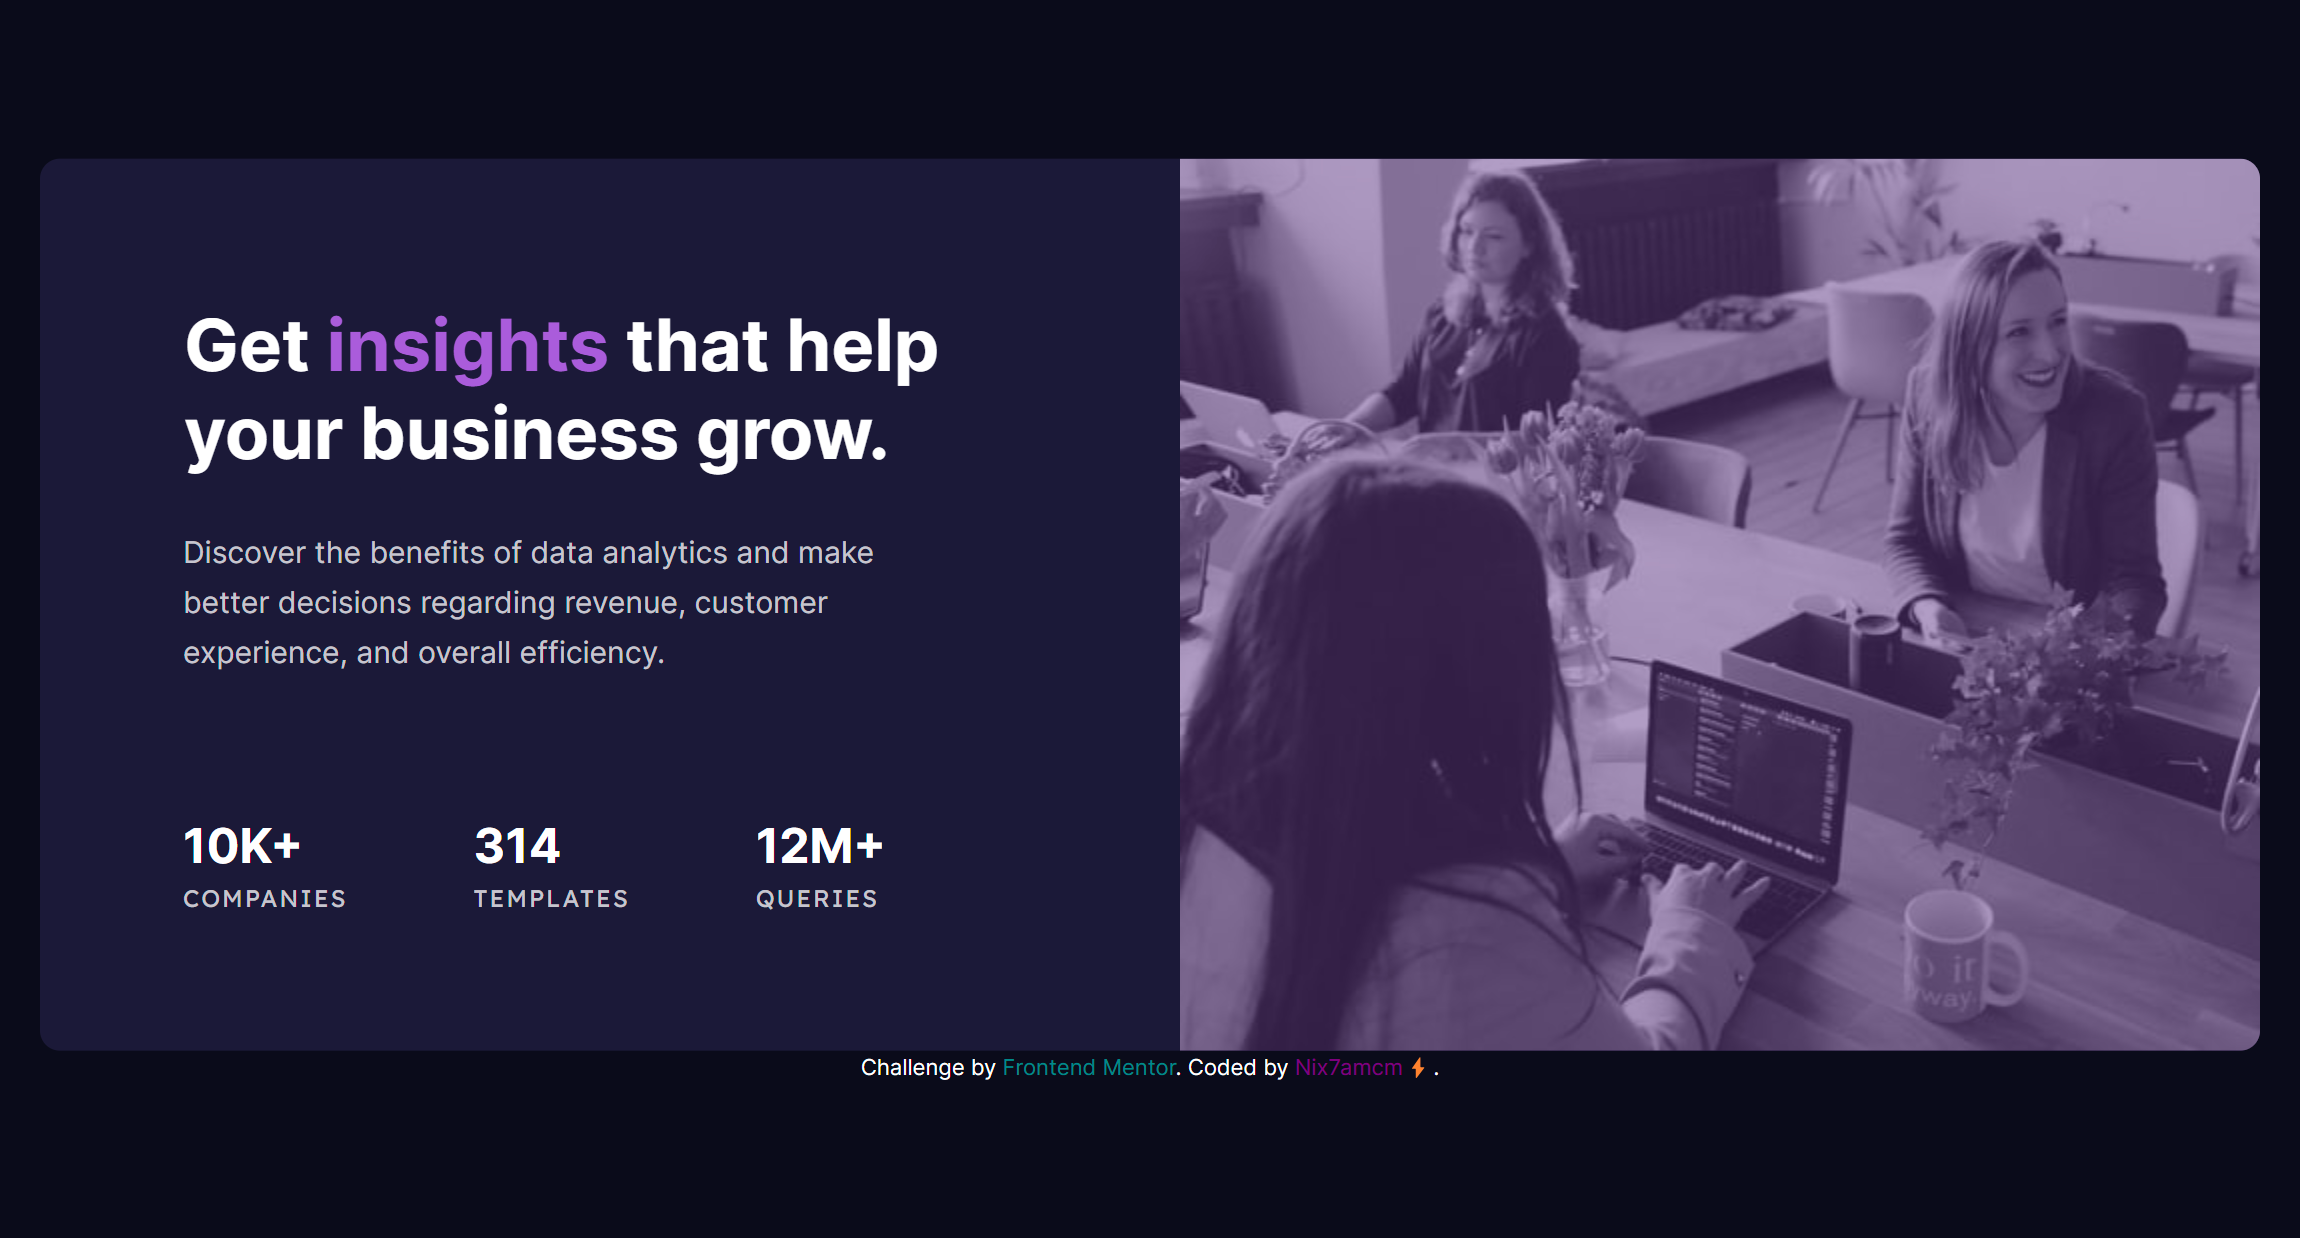 Get insights that help
your business grow.
Discover the benefits of data analytics and make
better decisions regarding revenue, customer
experience, and overall efficiency.
10K+ 314 12M+
COMPANIES TEMPLATES QUERIES
Challenge by Frontend Mentor. Coded by Nix7amcm ⚡ .